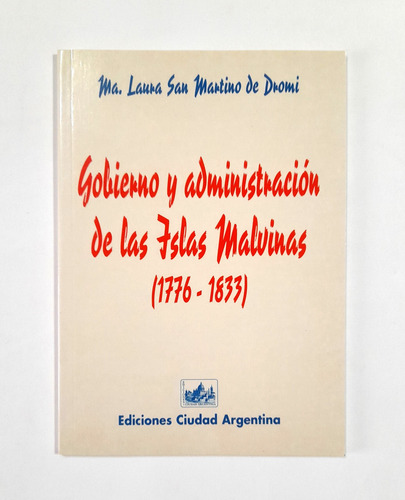 Ma. Laura San Martino de Dromi
Gobierno y administración
de las Islas Malvinas
(1776 - 1833)
Ediciones Ciudad Argentina